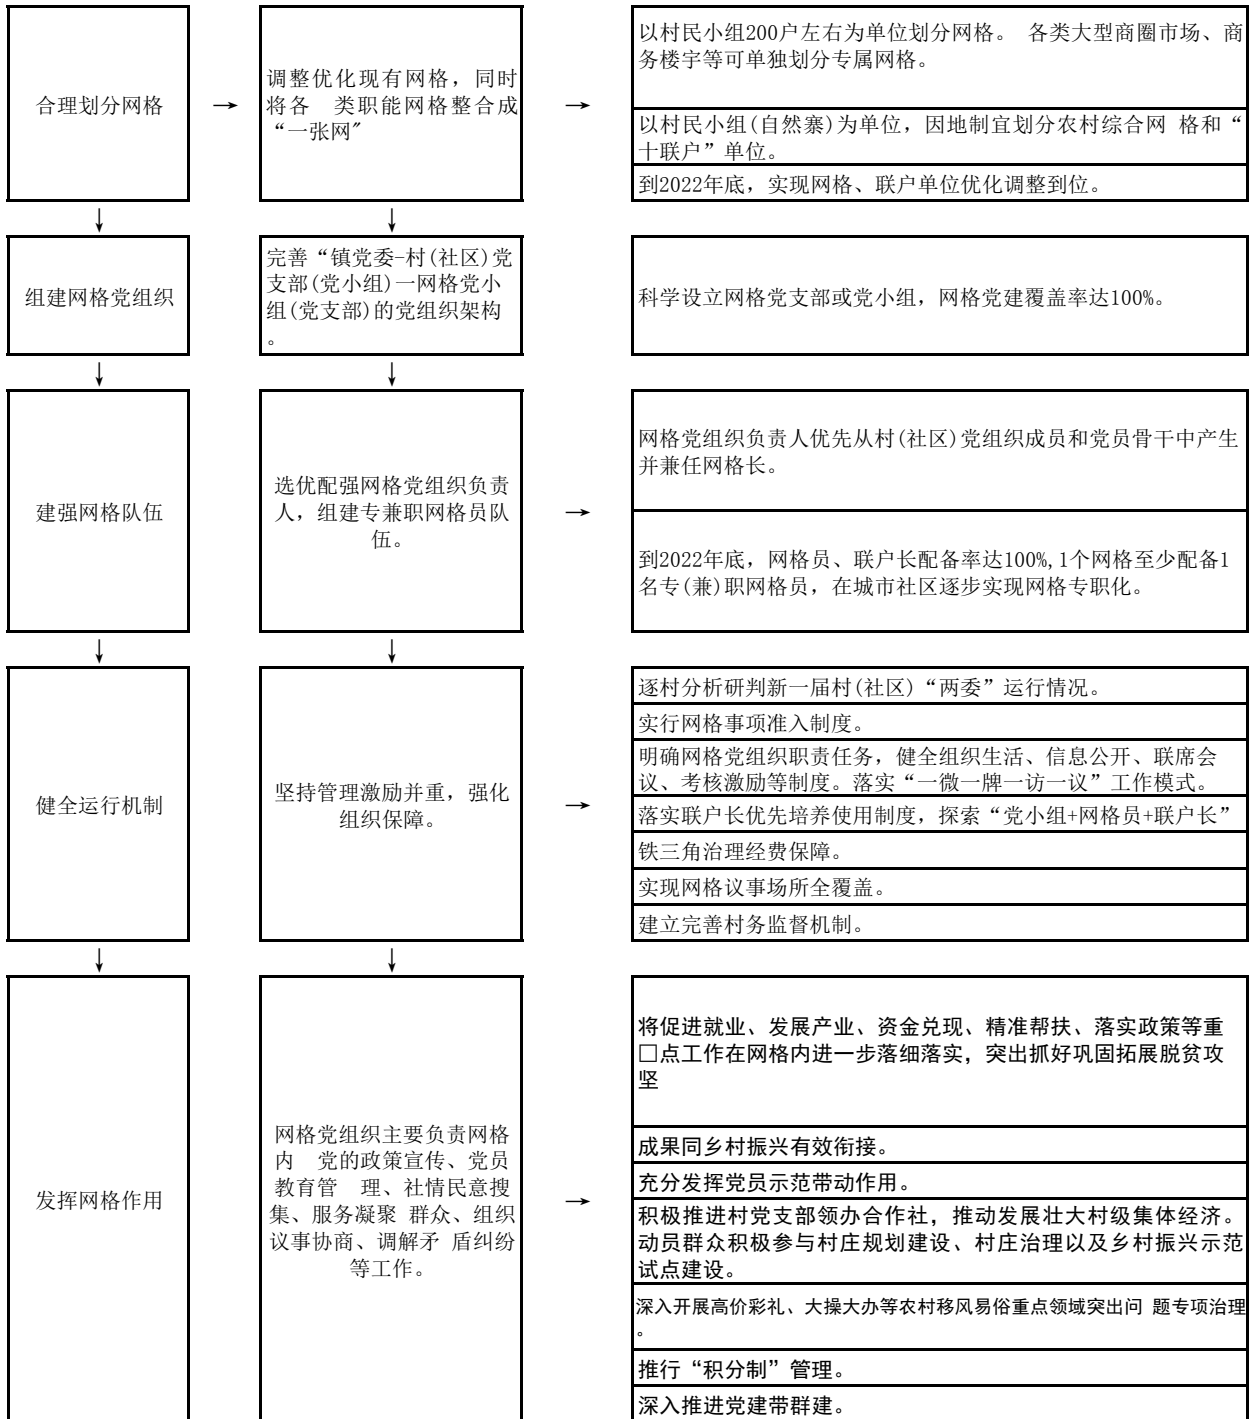 合理划分网格
→
调整优化现有网格，同时
将各 类职能网格整合成
“一张网″
→
以村民小组200户左右为单位划分网格。 各类大型商圈市场、商
务楼宇等可单独划分专属网格。
以村民小组(自然寨)为单位，因地制宜划分农村综合网 格和“
十联户”单位。
到2022年底，实现网格、联户单位优化调整到位。
↓
↓
组建网格党组织
完善“镇党委-村(社区)党
支部(党小组)一网格党小
组(党支部)的党组织架构
。
科学设立网格党支部或党小组，网格党建覆盖率达100%。
↓
↓
建强网格队伍
选优配强网格党组织负责
人，组建专兼职网格员队
伍。
→
网格党组织负责人优先从村(社区)党组织成员和党员骨干中产生
并兼任网格长。
到2022年底，网格员、联户长配备率达100%,1个网格至少配备1
名专(兼)职网格员，在城市社区逐步实现网格专职化。
↓
↓
健全运行机制
坚持管理激励并重，强化
组织保障。
→
逐村分析研判新一届村(社区)“两委”运行情况。
实行网格事项准入制度。
明确网格党组织职责任务，健全组织生活、信息公开、联席会
议、考核激励等制度。落实“一微一牌一访一议”工作模式。
落实联户长优先培养使用制度，探索“党小组+网格员+联户长”
铁三角治理经费保障。
实现网格议事场所全覆盖。
建立完善村务监督机制。
↓
↓
发挥网格作用
网格党组织主要负责网格
内 党的政策宣传、党员
教育管 理、社情民意搜
集、服务凝聚 群众、组织
议事协商、调解矛 盾纠纷
等工作。
→
将促进就业、发展产业、资金兑现、精准帮扶、落实政策等重
□点工作在网格内进一步落细落实，突出抓好巩固拓展脱贫攻
坚
成果同乡村振兴有效衔接。
充分发挥党员示范带动作用。
积极推进村党支部领办合作社，推动发展壮大村级集体经济。
动员群众积极参与村庄规划建设、村庄治理以及乡村振兴示范
试点建设。
深入开展高价彩礼、大操大办等农村移风易俗重点领域突出问 题专项治理
。
推行“积分制”管理。
深入推进党建带群建。